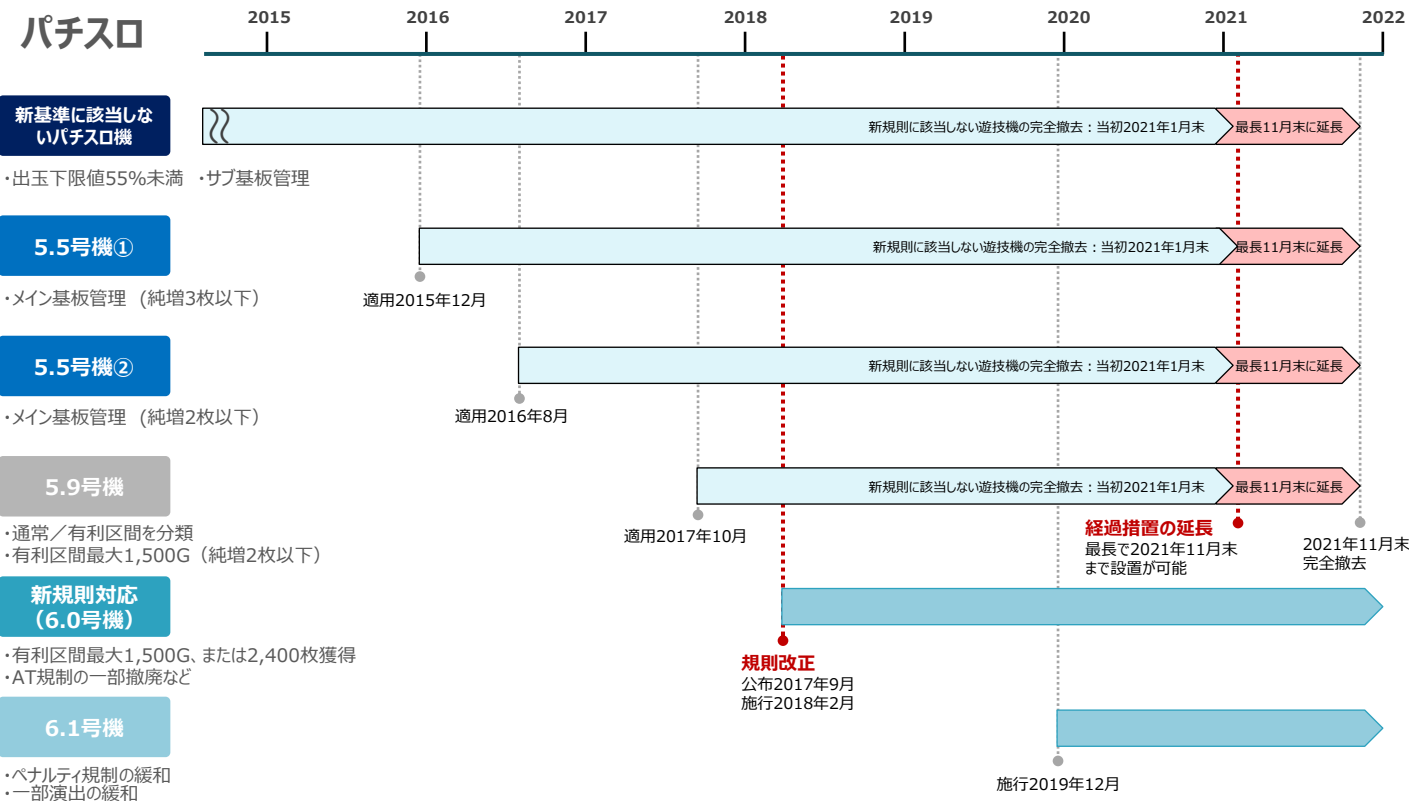 パチスロ
2015 2016 2017 2018 2019 2020 2021 2022
新基準に該当しな
いパチスロ機
新規則に該当しない遊技機の完全撤去：当初2021年1月末
最長11月末に延長
・出玉下限値55%未満 ・サブ基板管理
5.5号機①
新規則に該当しない遊技機の完全撤去：当初2021年1月末
最長11月末に延長
・メイン基板管理 (純増3枚以下）
適用2015年12月
5.5号機②
新規則に該当しない遊技機の完全撤去：当初2021年1月末
最長11月末に延長
・メイン基板管理 (純増2枚以下）
適用2016年8月
5.9号機
新規則に該当しない遊技機の完全撤去：当初2021年1月末
最長11月末に延長
・通常／有利区間を分類
・有利区間最大1,500G（純増2枚以下）
適用2017年10月
経過措置の延長
最長で2021年11月末
まで設置が可能
2021年11月末
完全撤去
新規則対応
（6.0号機）
・有利区間最大1,500G、または2,400枚獲得
・AT規制の一部撤廃など
規則改正
公布2017年9月
施行2018年2月
6.1号機
・ペナルティ規制の緩和
・一部演出の緩和
施行2019年12月